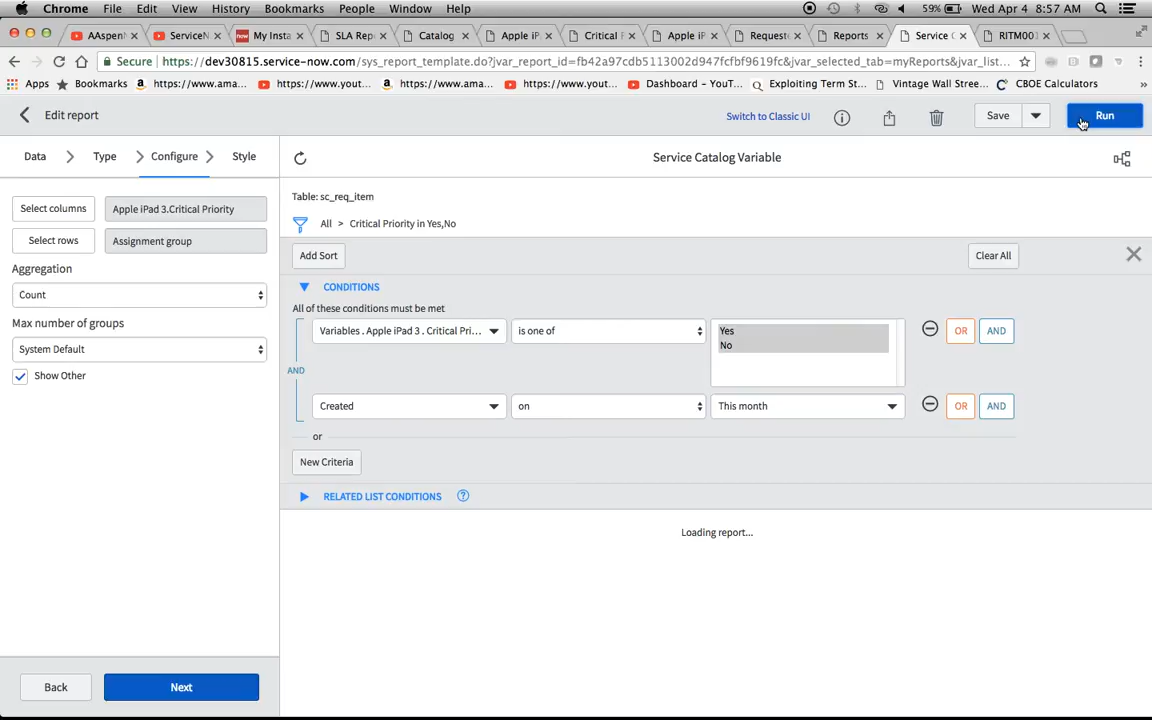 Chrome File Edit View History Bookmarks People Window Help 59% Wed Apr 4 8:57 AM
AAspenh ServiceN My Insta SLA Rep Catalog Apple iP Critical F Apple iP Request Reports Service C RITM001
Secure https://dev30815.service-now.com/sys_report_template.do?jvar_report_id=fb42a97cdb5113002d947fcfbf9619fc&jvar_selected_tab=myReports&jvar_list...
Apps Bookmarks https://www.ama... https://www.yout... https://www.ama... https://www.yout... Dashboard - YouT... Exploiting Term St... Vintage Wall Stree... CBOE Calculators »
Edit report Switch to Classic UI Save Run
Data Type Configure Style Service Catalog Variable
Table: sc_req_item
Select columns Apple iPad 3.Critical Priority
All > Critical Priority in Yes,No
Select rows Assignment group
Add Sort Clear All
Aggregation
CONDITIONS
Count
All of these conditions must be met
Max number of groups
Variables . Apple iPad 3 . Critical Pri... is one of Yes OR AND
No
System Default
AND
Show Other
Created on This month OR AND
or
New Criteria
RELATED LIST CONDITIONS ?
Loading report...
Back Next